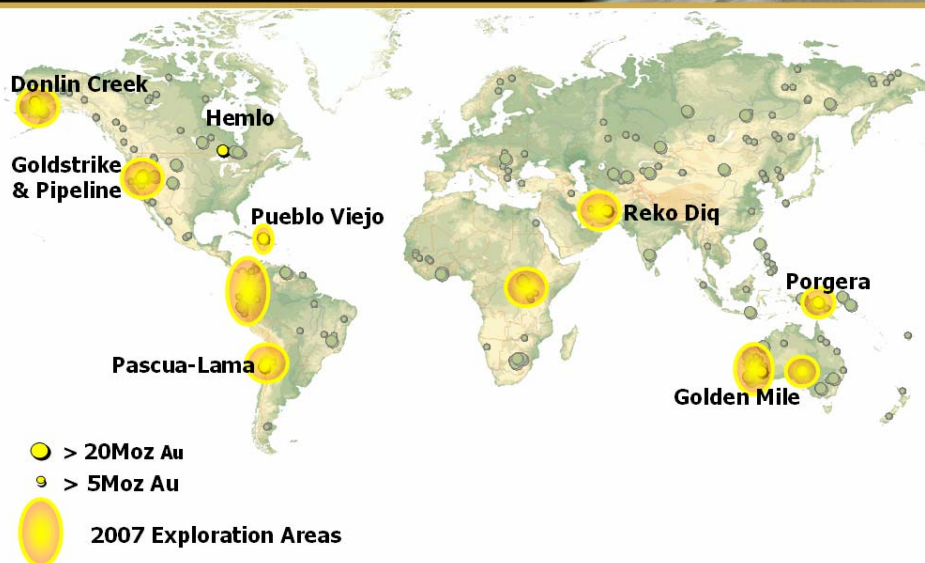 Donlin Creek
Hemlo
Goldstrike
& Pipeline
Pueblo Viejo
Reko Diq
Porgera
Pascua-Lama
Golden Mile
> 20Moz Au
> 5Moz Au
2007 Exploration Areas